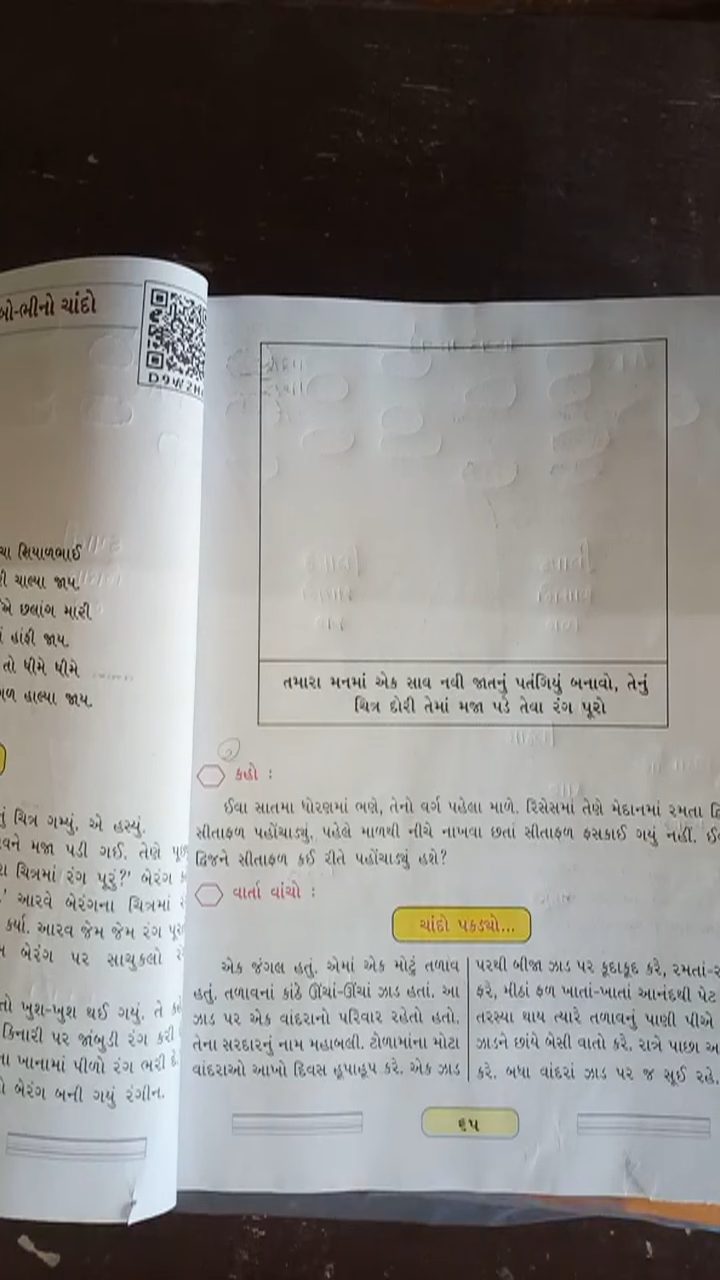 ચાંદો
D9W2H
સિયાળભાઈ
ચાલ્યા જાય.
છલાંગ મારી
હાંફી જાય.
તો ધીમે ધીમે
હાલ્યા જાય.
ચિત્ર ગમ્યું. એ હસ્યું.
મજા પડી ગઈ. તેણે
ચિત્રમાં રંગ પૂરું?' બેરંગ
આરવે બેરંગના ચિત્રમાં
કર્યા. આરવ જેમ જેમ રંગ
બેરંગ પર સાચુકલો
ખુશ-ખુશ થઈ ગયું. તે
કિનારી પર જાંબુડી રંગ કરી
ખાનામાં પીળો રંગ ભરી
બેરંગ બની ગયું રંગીન.
તમારા મનમાં એક સાવ નવી જાતનું પતંગિયું બનાવો, તેનું
ચિત્ર દોરી તેમાં મજા પડે તેવા રંગ પૂરો
2
કહો :
ઈવા સાતમા ધોરણમાં ભણે, તેનો વર્ગ પહેલા માળે. રિસેસમાં તેણે મેદાનમાં રમતા
સીતાફળ પહોંચાડ્યું. પહેલે માળથી નીચે નાખવા છતાં સીતાફળ ફસકાઈ ગયું નહીં.
દ્વિજને સીતાફળ કઈ રીતે પહોંચાડ્યું હશે?
વાર્તા વાંચો :
ચાંદો પકડ્યો...
એક જંગલ હતું. એમાં એક મોટું તળાવ
હતું. તળાવનાં કાંઠે ઊંચાં-ઊંચાં ઝાડ હતાં. આ
ઝાડ પર એક વાંદરાનો પરિવાર રહેતો હતો.
તેના સરદારનું નામ મહાબલી. ટોળામાંના મોટા
વાંદરાઓ આખો દિવસ હૂપાહૂપ કરે. એક ઝાડ
પરથી બીજા ઝાડ પર કૂદાકૂદ કરે, રમતાં
ફરે, મીઠાં ફળ ખાતાં-ખાતાં આનંદથી પેટ
તરસ્યા થાય ત્યારે તળાવનું પાણી પીએ
ઝાડને છાંયે બેસી વાતો કરે. રાત્રે પાછા
કરે. બધા વાંદરાં ઝાડ પર જ સૂઈ રહે.
૬૫